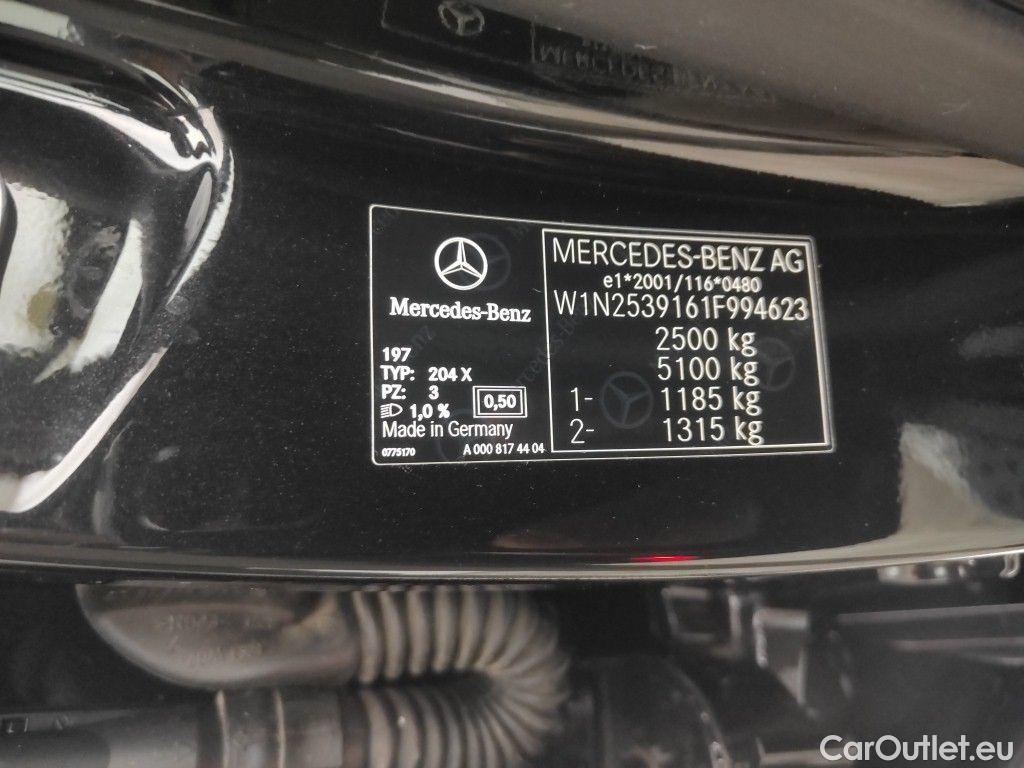 Mercedes-Benz
197
TYP: 204 X
PZ: 3
1,0 %
0,50
Made in Germany
0775170
A 000 817 44 04
MERCEDES-BENZ AG
e1*2001/116*0480
W1N2539161F994623
2500 kg
5100 kg
1- 1185 kg
2- 1315 kg
CarOutlet.eu